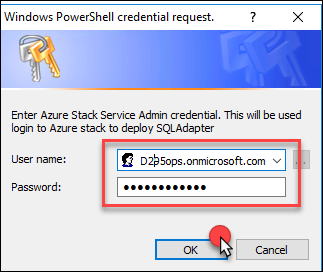 Windows PowerShell credential request.
Enter Azure Stack Service Admin credential. This will be used
login to Azure stack to deploy SQLAdapter
User name: D295ops.onmicrosoft.com ...
Password: ●●●●●●●●●●●●
OK Cancel